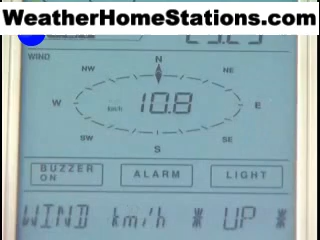 WeatherHomeStations.com
WIND
N
NW NE
W 10.8 E
km/h
SW SE
S
BUZZER ON ALARM LIGHT
WIND km/h UP